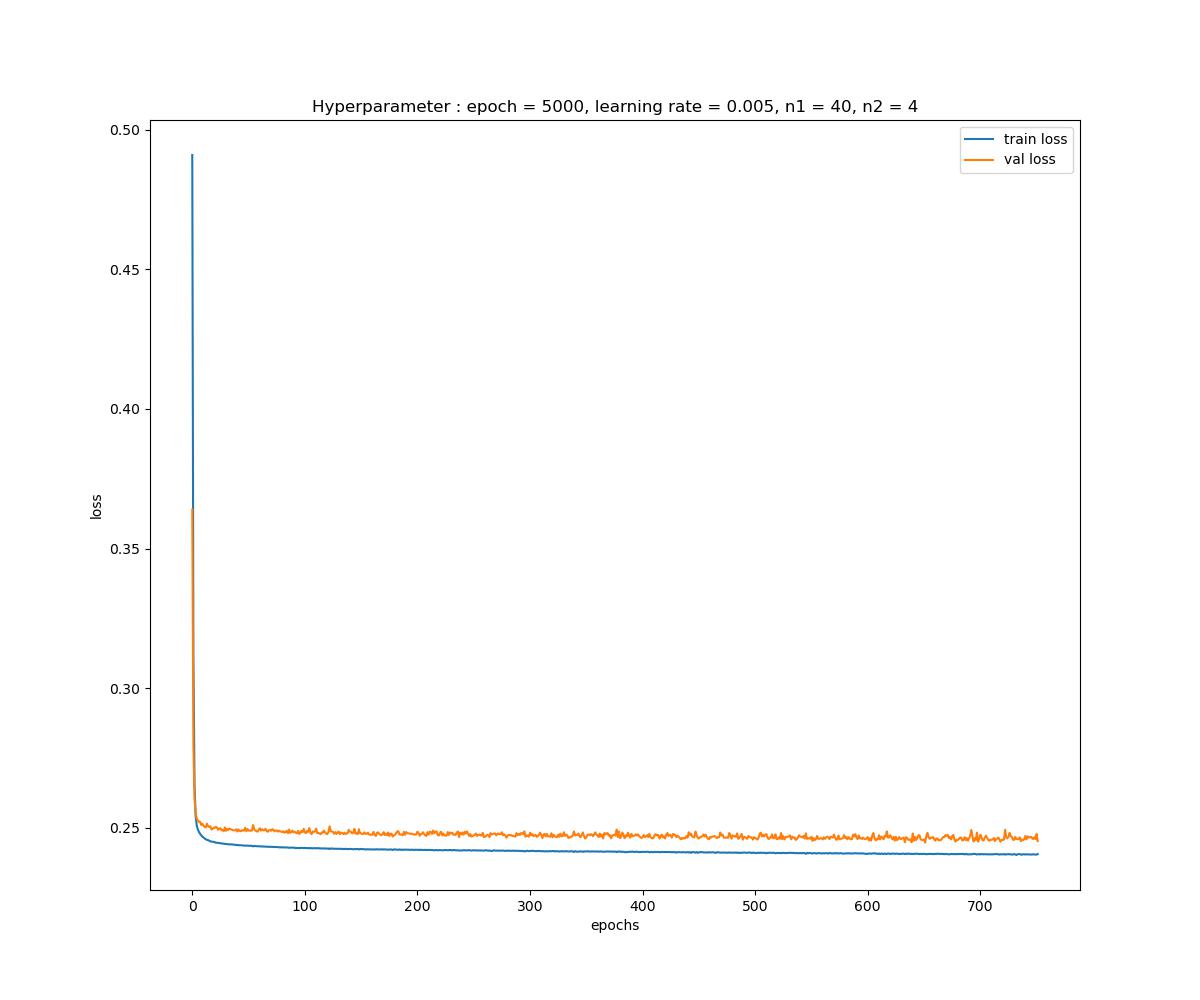 Hyperparameter : epoch = 5000, learning rate = 0.005, n1 = 40, n2 = 4
train loss
val loss
0.50
0.45
0.40
0.35
0.30
0.25
loss
0 100 200 300 400 500 600 700
epochs